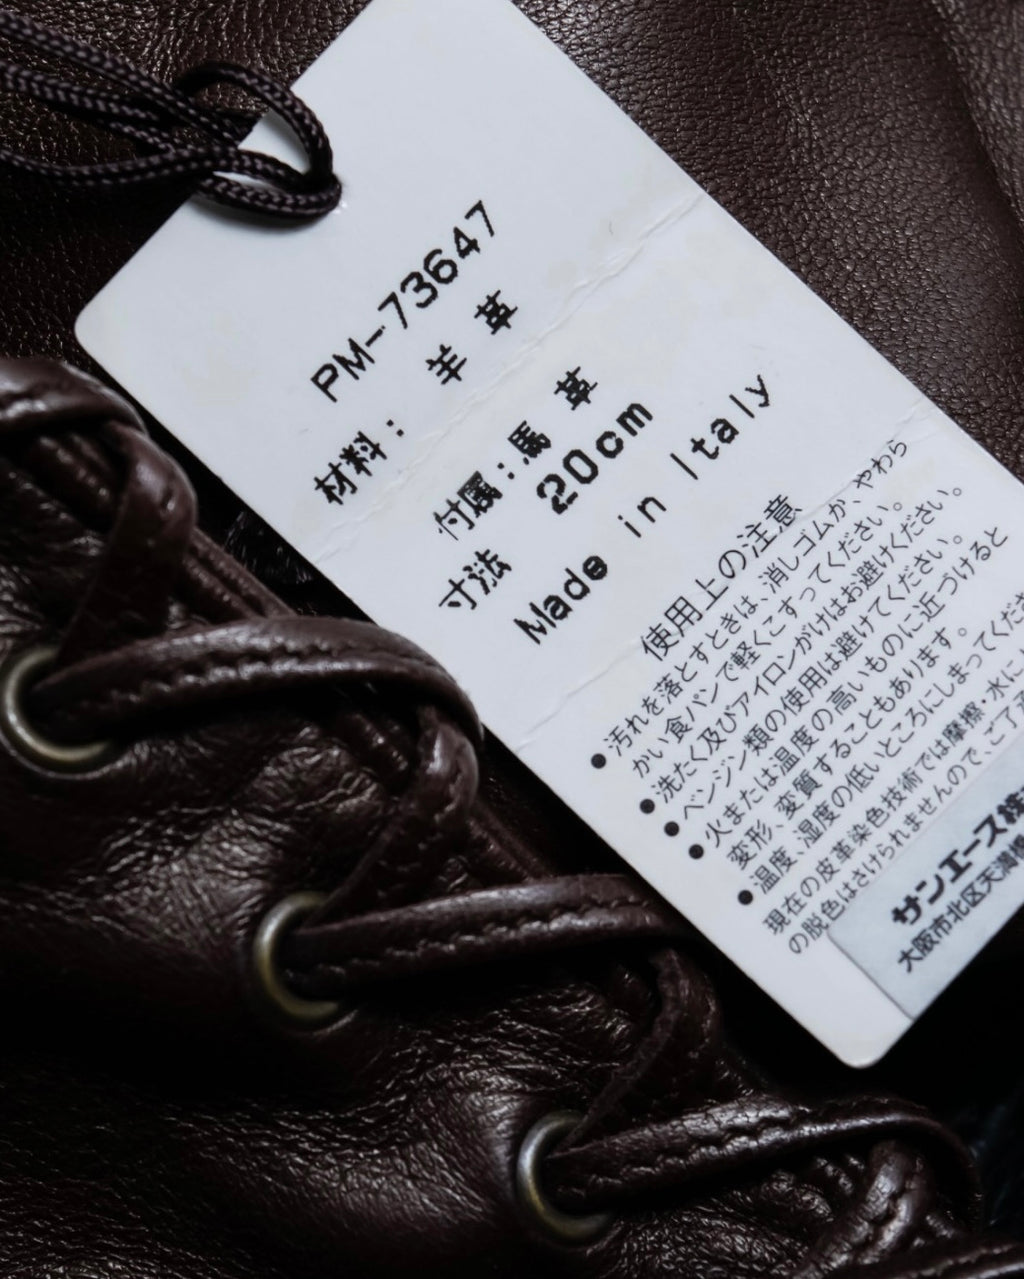 PM-73647
材料：羊革
付属：馬革
寸法 20cm
Made in Italy
使用上の注意
●汚れを落とすときは、消しゴムか、やわら
かい食パンで軽くこすってください。
●洗たく及びアイロンがけはお避けください。
●ベンジン類の使用は避けてください。
●火または温度の高いものに近づけると
変形、変質することもあります。
●温度、湿度の低いところにしまってくださ
現在の皮革染色技術では摩擦・水に
の脱色はさけられませんので、ご了
サンエース株
大阪市北区天満橋